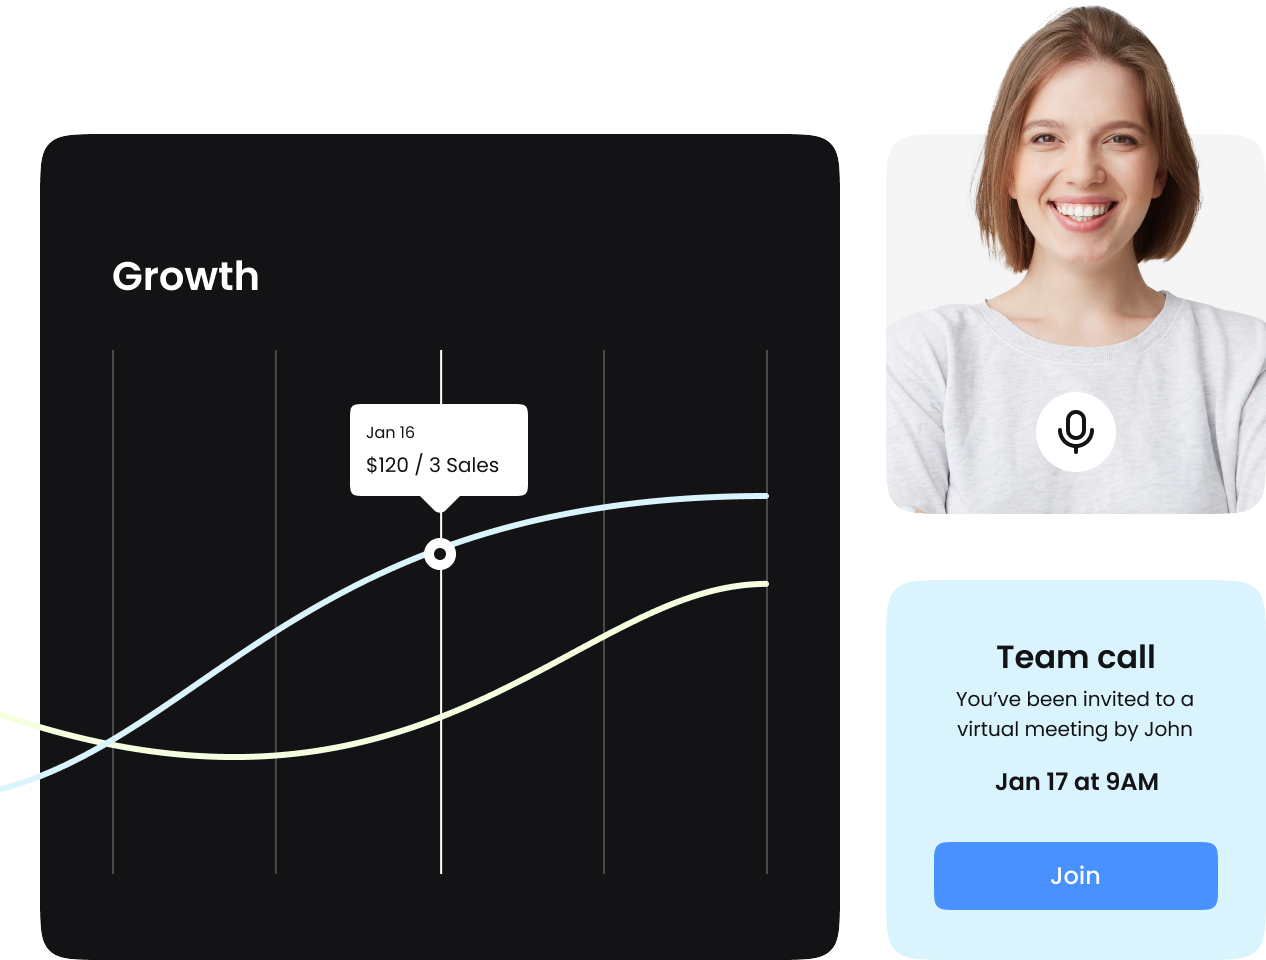 Growth
Jan 16
$120 / 3 Sales
Team call
You’ve been invited to a
virtual meeting by John
Jan 17 at 9AM
Join